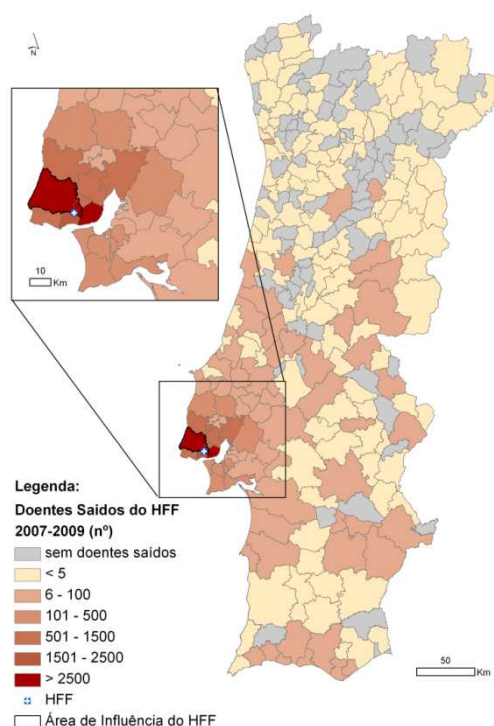 N
10
Km
Legenda:
Doentes Saidos do HFF
2007-2009 (nº)
sem doentes saídos
< 5
6 - 100
101 - 500
501 - 1500
1501 - 2500
> 2500
HFF
Área de Influência do HFF
50
Km